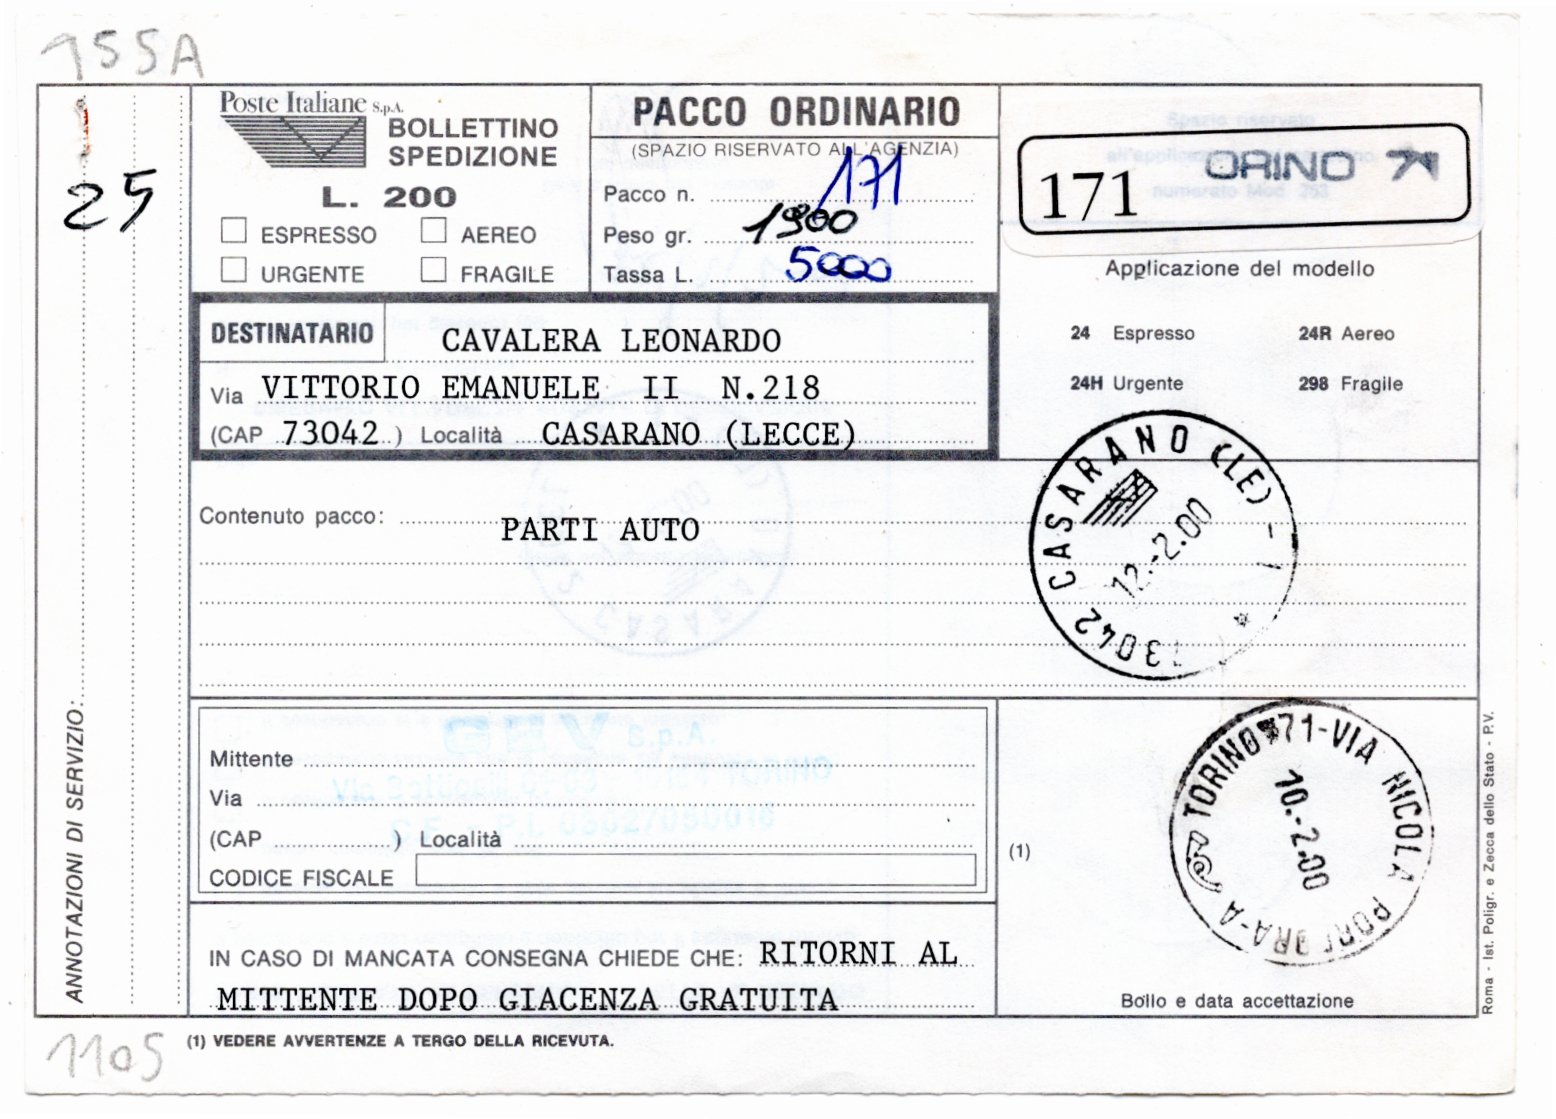 155A
25
Poste Italiane S.p.A.
BOLLETTINO
SPEDIZIONE
L. 200
ESPRESSO AEREO
URGENTE FRAGILE
PACCO ORDINARIO
(SPAZIO RISERVATO ALL'AGENZIA)
Pacco n. 171
Peso gr. 1900
Tassa L. 5000
171 ORINO 71
Applicazione del modello
24 Espresso 24R Aereo
24H Urgente 298 Fragile
DESTINATARIO CAVALERA LEONARDO
Via VITTORIO EMANUELE II N.218
(CAP 73042 ) Località CASARANO (LECCE)
Contenuto pacco: PARTI AUTO
73042 CASARANO (LE) - 1
12.-2.00
Mittente
Via
(CAP ) Località
CODICE FISCALE
S.p.A.
TORINO
(1)
TORINO 71-VIA NICOLA PORPORA-A
10.-2.00
Bollo e data accettazione
IN CASO DI MANCATA CONSEGNA CHIEDE CHE: RITORNI AL
MITTENTE DOPO GIACENZA GRATUITA
ANNOTAZIONI DI SERVIZIO:
Roma - Ist. Poligr. e Zecca dello Stato - P.V.
1105
(1) VEDERE AVVERTENZE A TERGO DELLA RICEVUTA.